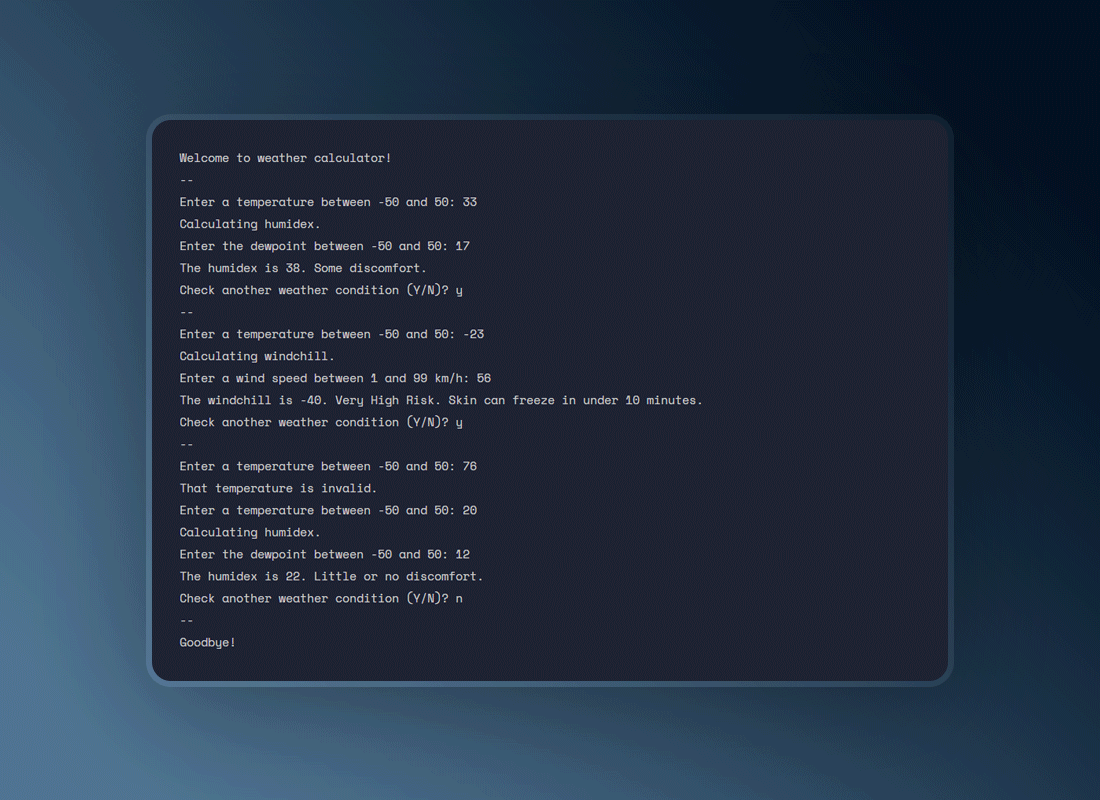 Welcome to weather calculator!
--
Enter a temperature between -50 and 50: 33
Calculating humidex.
Enter the dewpoint between -50 and 50: 17
The humidex is 38. Some discomfort.
Check another weather condition (Y/N)? y
--
Enter a temperature between -50 and 50: -23
Calculating windchill.
Enter a wind speed between 1 and 99 km/h: 56
The windchill is -40. Very High Risk. Skin can freeze in under 10 minutes.
Check another weather condition (Y/N)? y
--
Enter a temperature between -50 and 50: 76
That temperature is invalid.
Enter a temperature between -50 and 50: 20
Calculating humidex.
Enter the dewpoint between -50 and 50: 12
The humidex is 22. Little or no discomfort.
Check another weather condition (Y/N)? n
--
Goodbye!